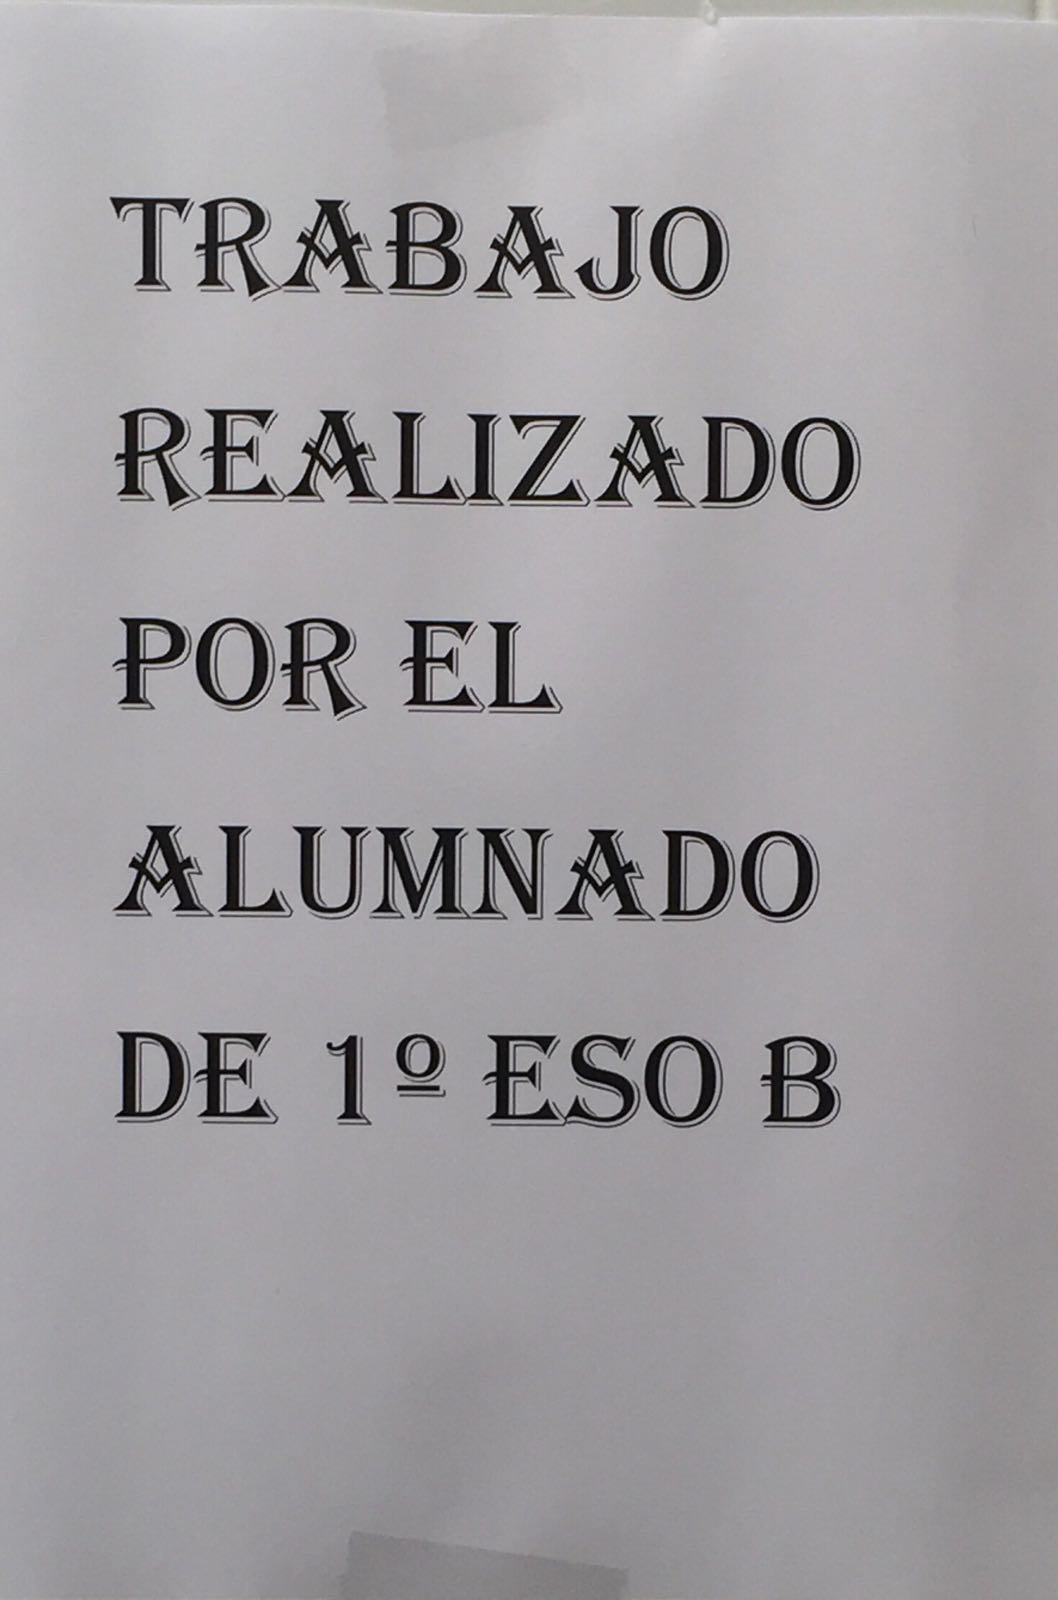 TRABAJO
REALIZADO
POR EL
ALUMNADO
DE 1º ESO B